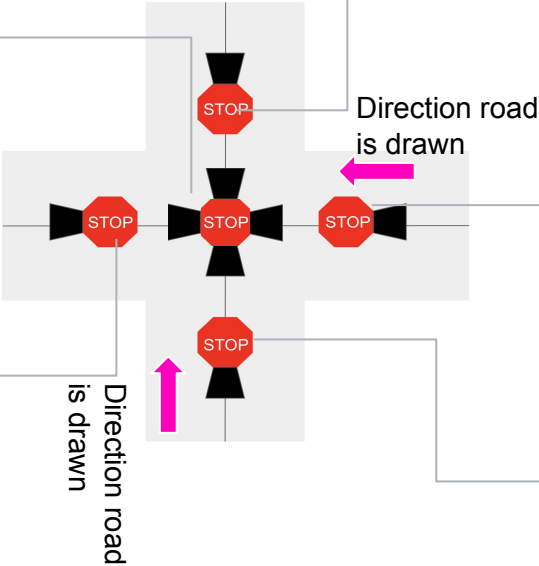 STOP
Direction road
is drawn
STOP
STOP
STOP
STOP
Direction road
is drawn